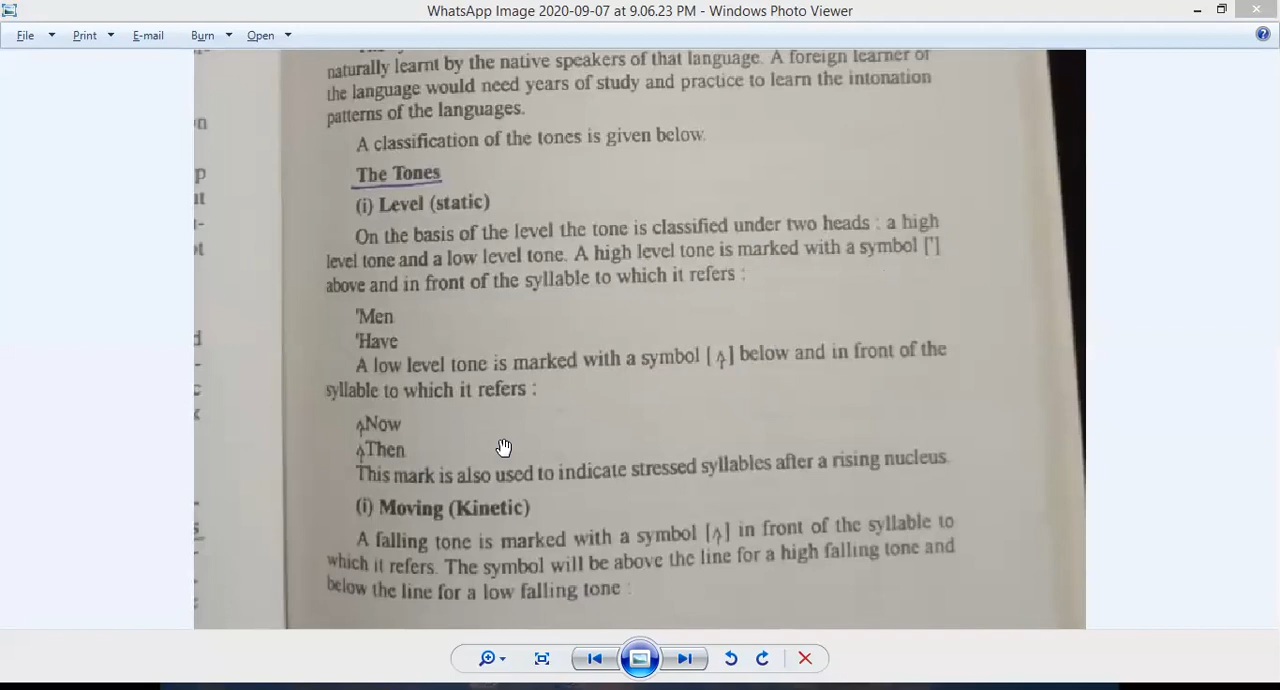 WhatsApp Image 2020-09-07 at 9.06.23 PM - Windows Photo Viewer
File Print E-mail Burn Open
naturally learnt by the native speakers of that language. A foreign learner of
the language would need years of study and practice to learn the intonation
patterns of the languages.
A classification of the tones is given below.
The Tones
(i) Level (static)
On the basis of the level the tone is classified under two heads : a high
level tone and a low level tone. A high level tone is marked with a symbol [']
above and in front of the syllable to which it refers :
'Men
'Have
A low level tone is marked with a symbol [ ] below and in front of the
syllable to which it refers :
Now
Then
This mark is also used to indicate stressed syllables after a rising nucleus.
(i) Moving (Kinetic)
A falling tone is marked with a symbol [ ] in front of the syllable to
which it refers. The symbol will be above the line for a high falling tone and
below the line for a low falling tone :